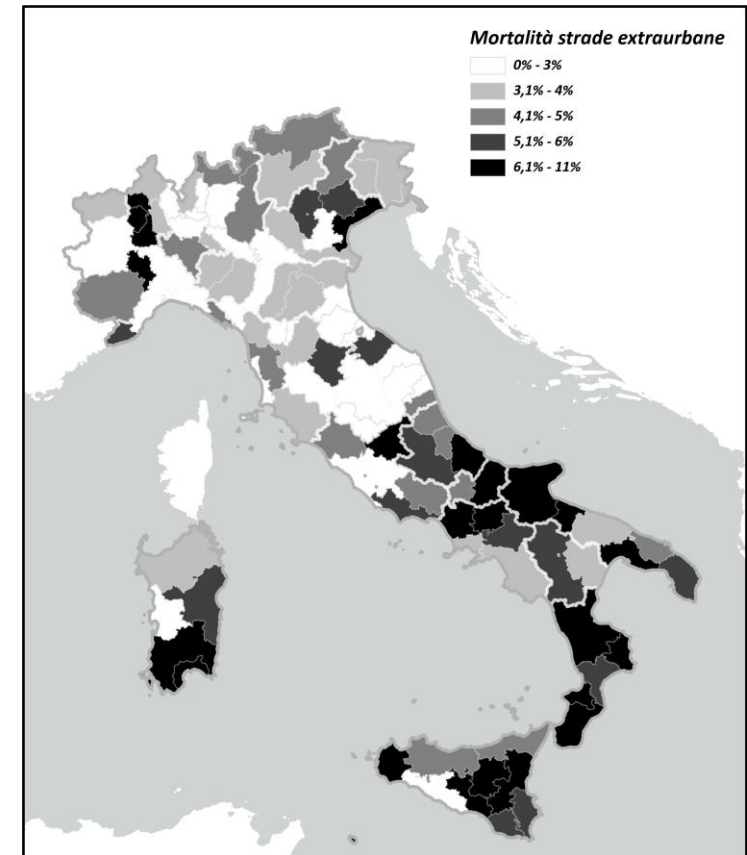 Mortalità strade extraurbane
0% - 3%
3,1% - 4%
4,1% - 5%
5,1% - 6%
6,1% - 11%